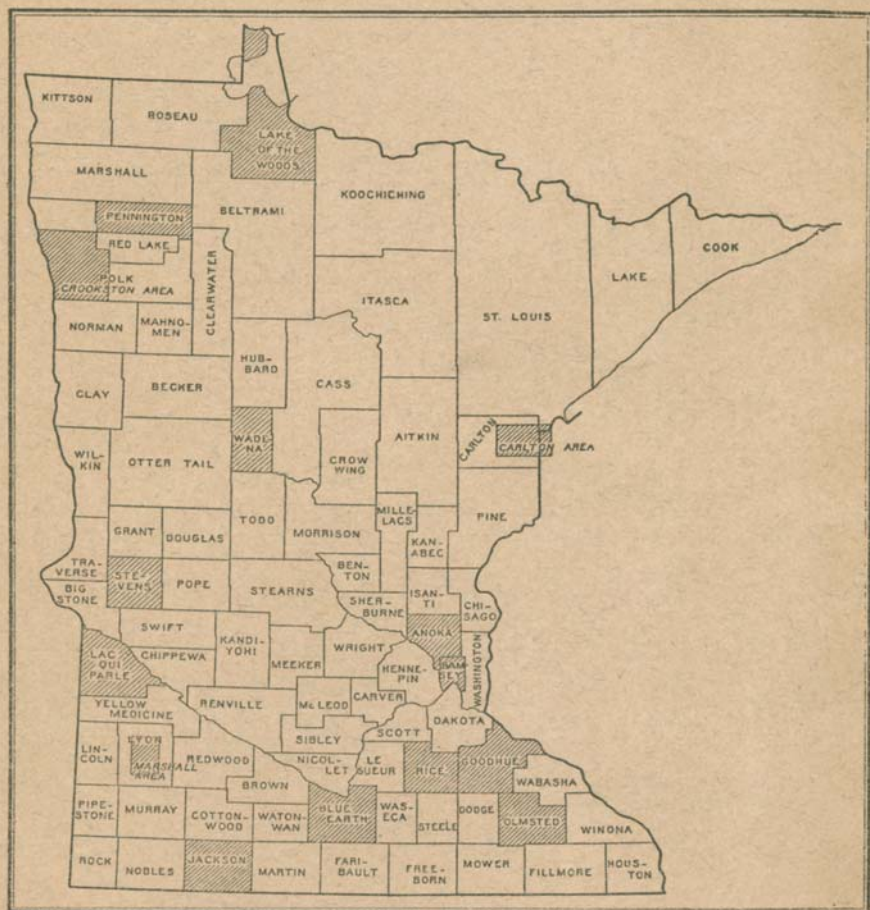 KITTSON
ROSEAU
LAKE
OF THE
WOODS
MARSHALL
KOOCHICHING
BELTRAMI
PENNINGTON
RED LAKE
POLK
CROOKSTON AREA
CLEARWATER
ITASCA
ST. LOUIS
LAKE
COOK
NORMAN
MAHNO-
MEN
HUB-
BARD
CASS
CLAY
BECKER
WADE-
NA
AITKIN
CARLTON
CARLTON AREA
WIL-
KIN
OTTER TAIL
CROW
WING
PINE
TODD
MORRISON
MILLE
LACS
KAN-
ABEC
GRANT
DOUGLAS
TRA-
VERSE
BIG
STONE
STE-
VENS
POPE
STEARNS
BEN-
TON
SHER-
BURNE
ISAN-
TI
CHI-
SAGO
SWIFT
KANDI-
YOHI
MEEKER
WRIGHT
ANOKA
HENNE-
PIN
RAM-
SEY
WASHINGTON
LAC
QUI
PARLE
CHIPPEWA
YELLOW
MEDICINE
RENVILLE
McLEOD
CARVER
SCOTT
DAKOTA
LIN-
COLN
LYON
MARSHALL
AREA
REDWOOD
SIBLEY
NICOL-
LET
LE
SUEUR
RICE
GOODHUE
WABASHA
BROWN
PIPE-
STONE
MURRAY
COTTON-
WOOD
WATON-
WAN
BLUE
EARTH
WAS-
ECA
STEELE
DODGE
OLMSTED
WINONA
ROCK
NOBLES
JACKSON
MARTIN
FARI-
BAULT
FREE-
BORN
MOWER
FILLMORE
HOUS-
TON